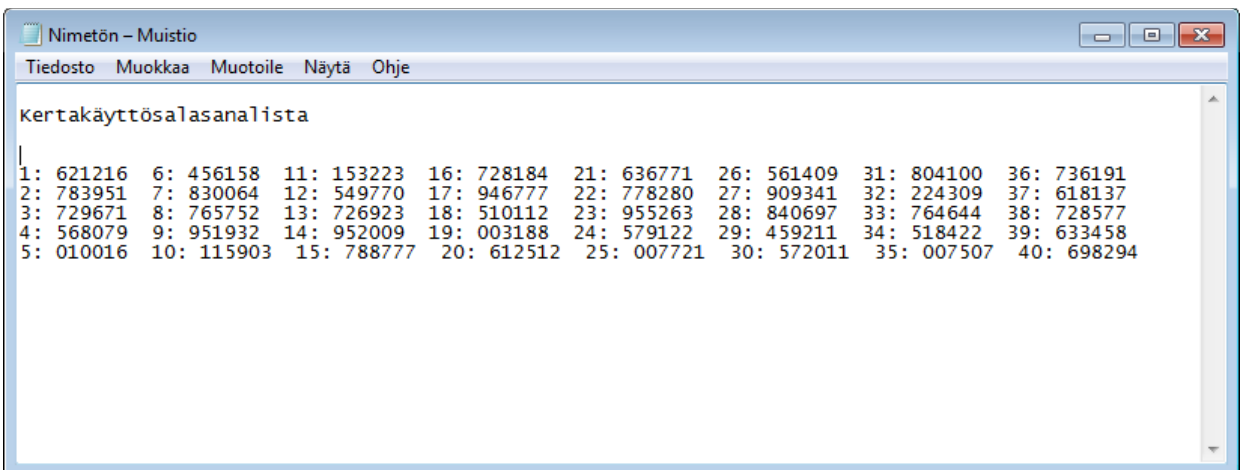 Nimetön – Muistio
Tiedosto Muokkaa Muotoile Näytä Ohje
Kertakäyttösalasanalista
1: 621216 6: 456158 11: 153223 16: 728184 21: 636771 26: 561409 31: 804100 36: 736191
2: 783951 7: 830064 12: 549770 17: 946777 22: 778280 27: 909341 32: 224309 37: 618137
3: 729671 8: 765752 13: 726923 18: 510112 23: 955263 28: 840697 33: 764644 38: 728577
4: 568079 9: 951932 14: 952009 19: 003188 24: 579122 29: 459211 34: 518422 39: 633458
5: 010016 10: 115903 15: 788777 20: 612512 25: 007721 30: 572011 35: 007507 40: 698294